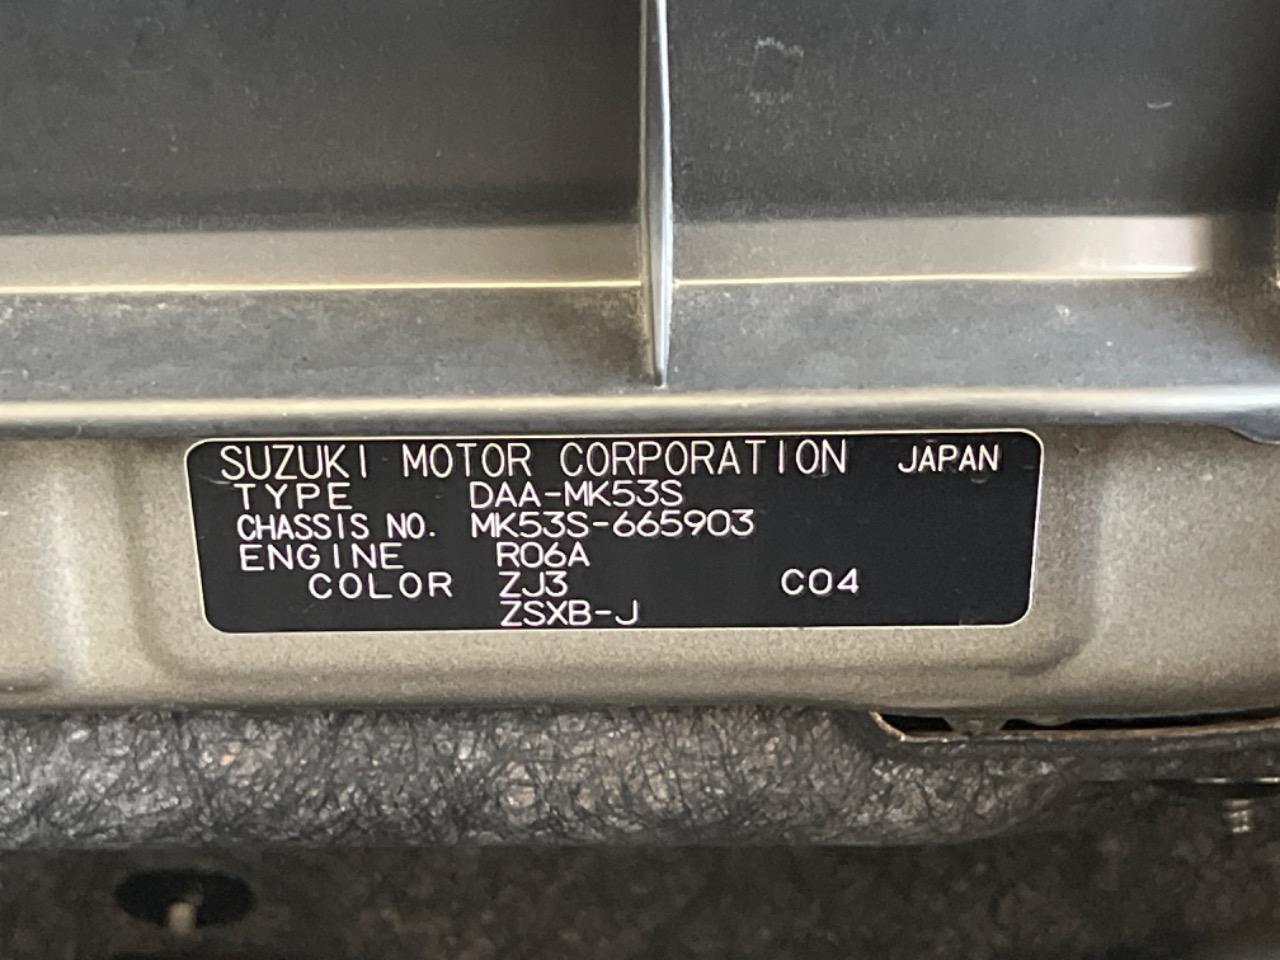 SUZUKI MOTOR CORPORATION JAPAN
TYPE DAA-MK53S
CHASSIS NO. MK53S-665903
ENGINE R06A
COLOR ZJ3 C04
ZSXB-J